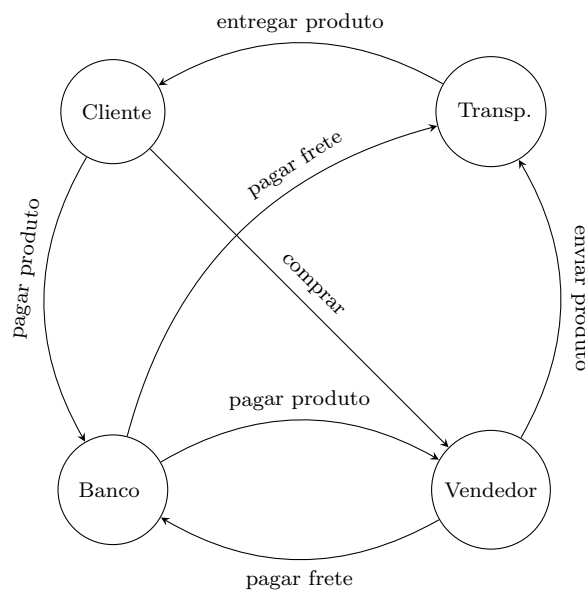 entregar produto
Cliente
Transp.
pagar frete
pagar produto
comprar
enviar produto
pagar produto
Banco
Vendedor
pagar frete